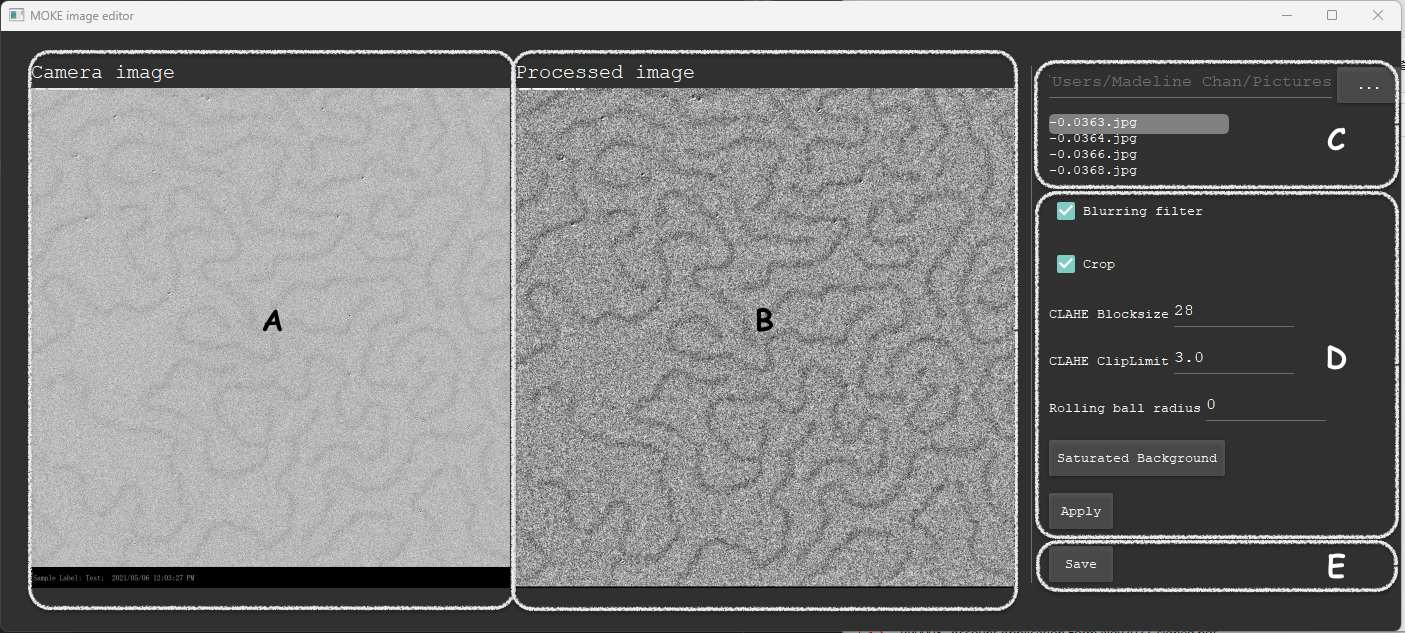 MOKE image editor
Camera image
Processed image
Users/Madeline Chan/Pictures
...
-0.0363.jpg
-0.0364.jpg
-0.0366.jpg
-0.0368.jpg
C
Blurring filter
Crop
CLAHE Blocksize 28
CLAHE ClipLimit 3.0
D
Rolling ball radius 0
Saturated Background
Apply
Save
E
A
B
Sample Label: Test; 2021/05/06 12:03:27 PM